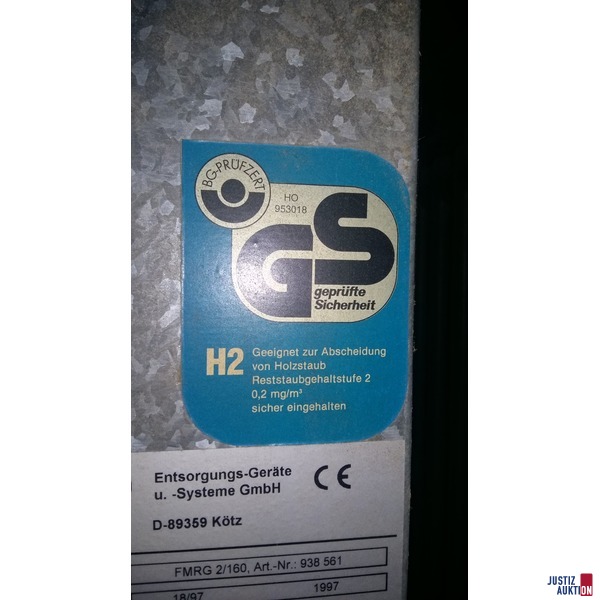 BG-PRÜFZERT
HO
953018
GS
geprüfte
Sicherheit
H2
Geeignet zur Abscheidung
von Holzstaub
Reststaubgehaltstufe 2
0,2 mg/m³
sicher eingehalten
Entsorgungs-Geräte
u. -Systeme GmbH
CE
D-89359 Kötz
FMRG 2/160, Art.-Nr.: 938 561
18/97 1997
JUSTIZ
AUKTION